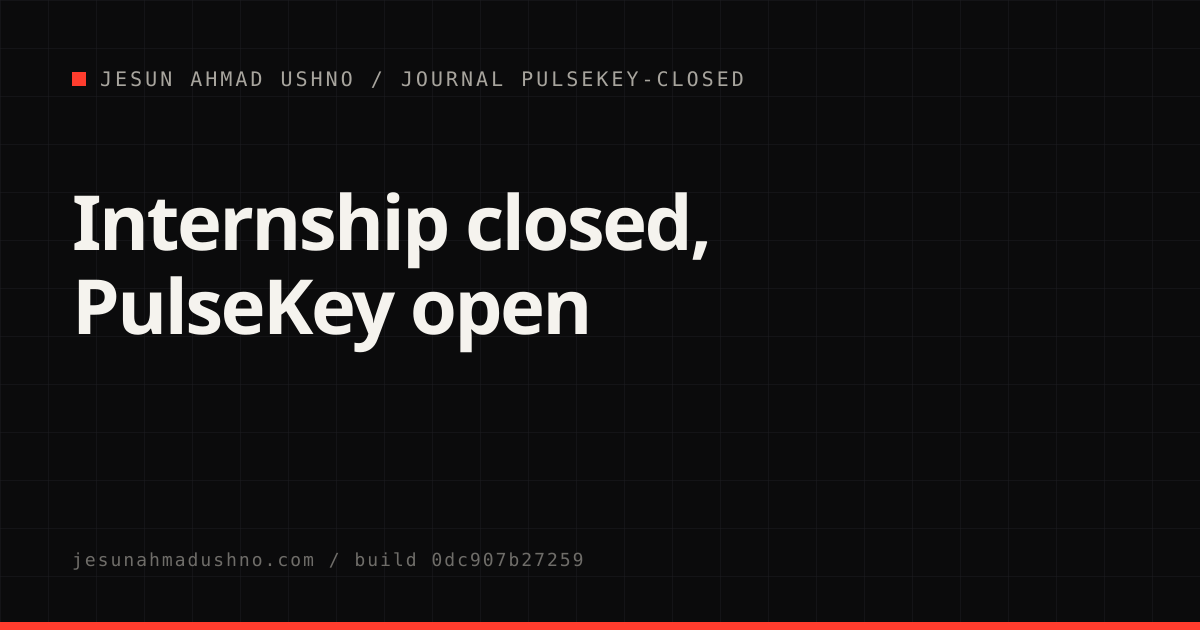 JESUN AHMAD USHNO / JOURNAL PULSEKEY-CLOSED
Internship closed,
PulseKey open
jesunahmadushno.com / build 0dc907b27259